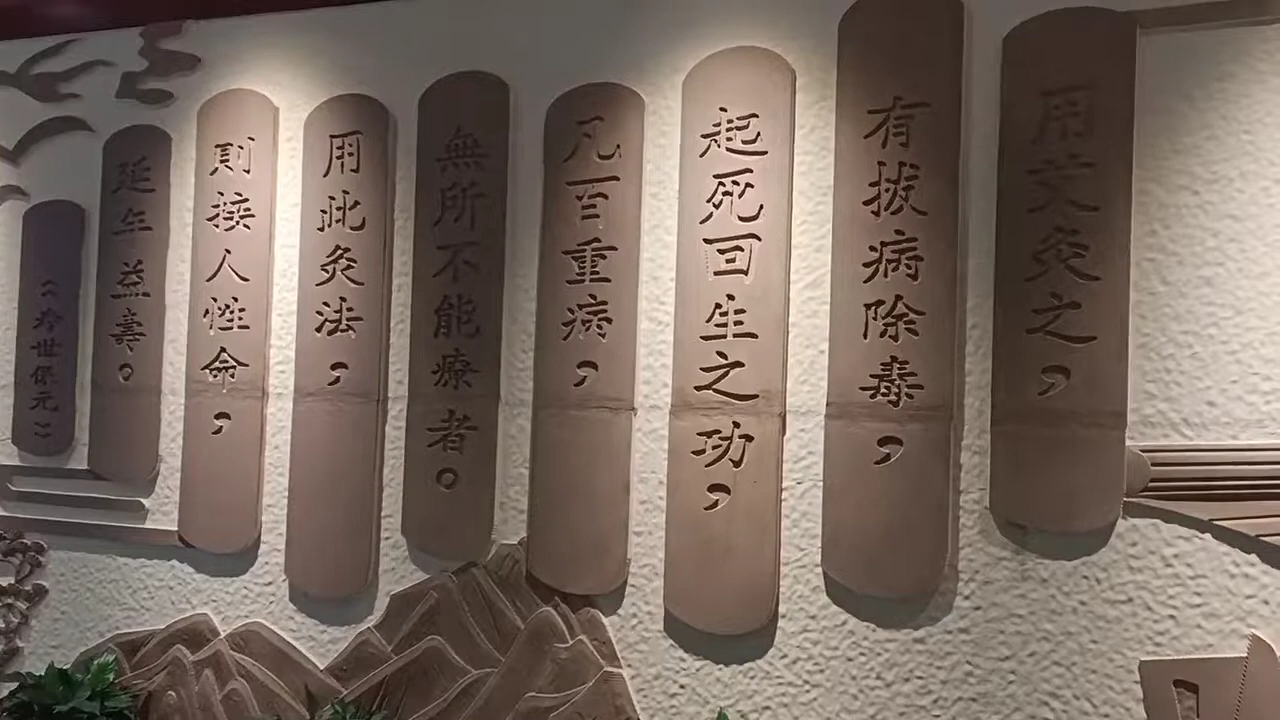 用艾灸之，
有拔病除毒，
起死回生之功，
凡百重病，
無所不能療者。
用此灸法，
則接人性命，
延年益壽。
（疹世保元）